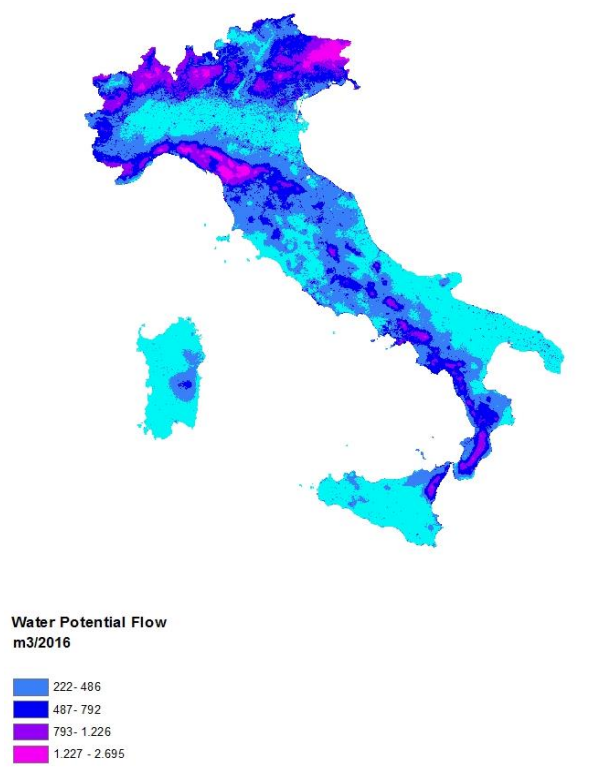 Water Potential Flow
m3/2016
222- 486
487- 792
793- 1.226
1.227 - 2.695